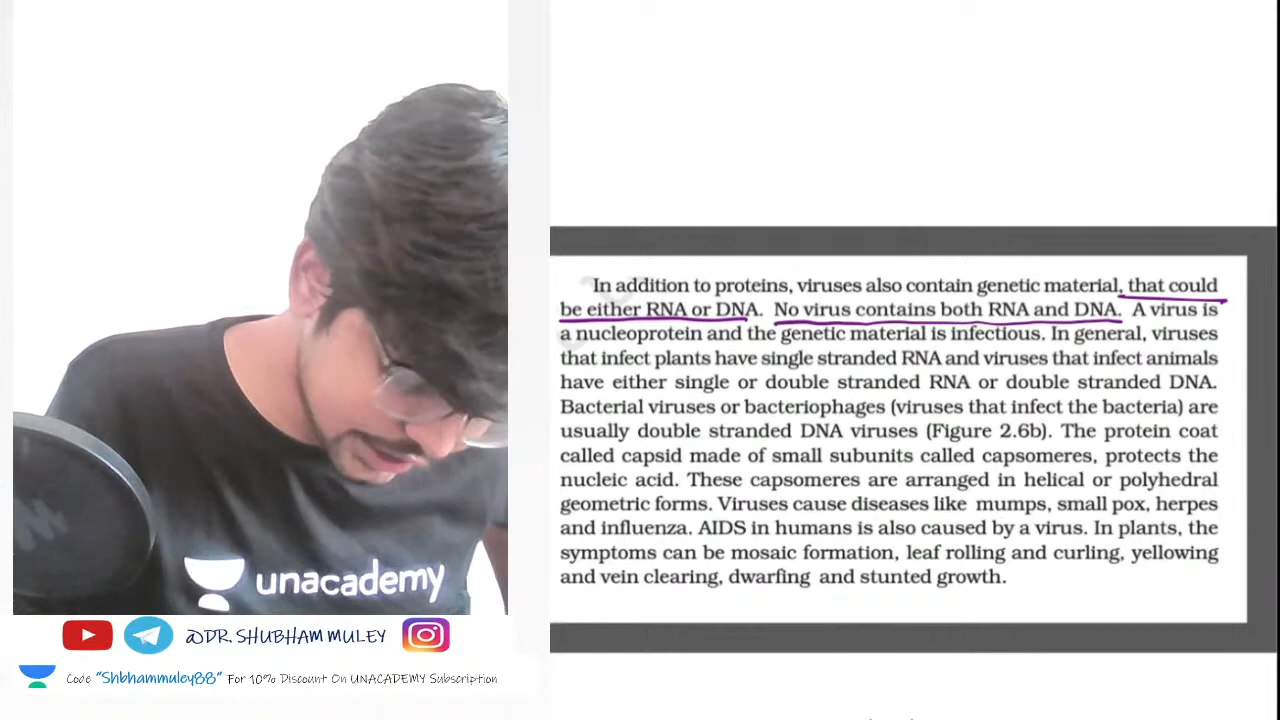 In addition to proteins, viruses also contain genetic material, that could
be either RNA or DNA. No virus contains both RNA and DNA. A virus is
a nucleoprotein and the genetic material is infectious. In general, viruses
that infect plants have single stranded RNA and viruses that infect animals
have either single or double stranded RNA or double stranded DNA.
Bacterial viruses or bacteriophages (viruses that infect the bacteria) are
usually double stranded DNA viruses (Figure 2.6b). The protein coat
called capsid made of small subunits called capsomeres, protects the
nucleic acid. These capsomeres are arranged in helical or polyhedral
geometric forms. Viruses cause diseases like mumps, small pox, herpes
and influenza. AIDS in humans is also caused by a virus. In plants, the
symptoms can be mosaic formation, leaf rolling and curling, yellowing
and vein clearing, dwarfing and stunted growth.
unacademy
@DR. SHUBHAM MULEY
Code "Shbhammuley88" For 10% Discount On UNACADEMY Subscription